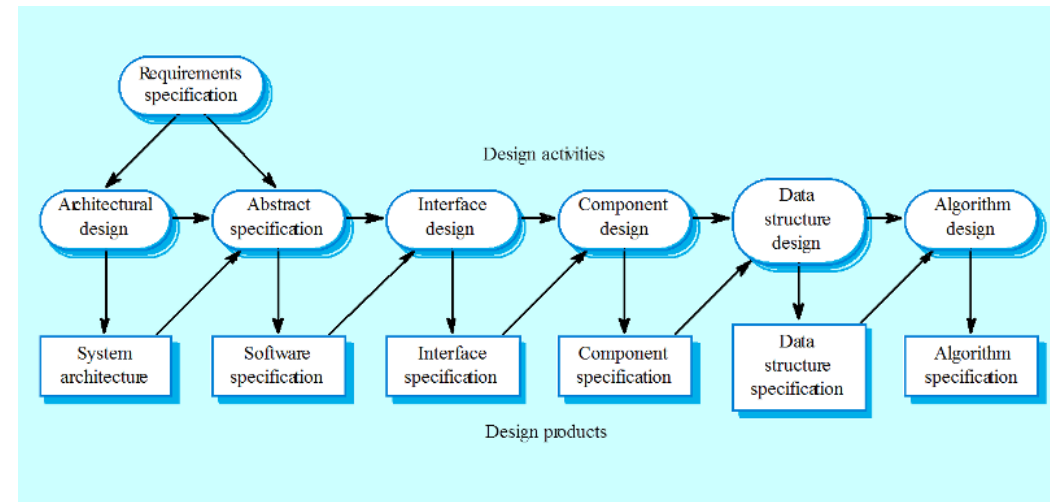 Requirements
specification
Design activities
Architectural
design
Abstract
specification
Interface
design
Component
design
Data
structure
design
Algorithm
design
System
architecture
Software
specification
Interface
specification
Component
specification
Data
structure
specification
Algorithm
specification
Design products